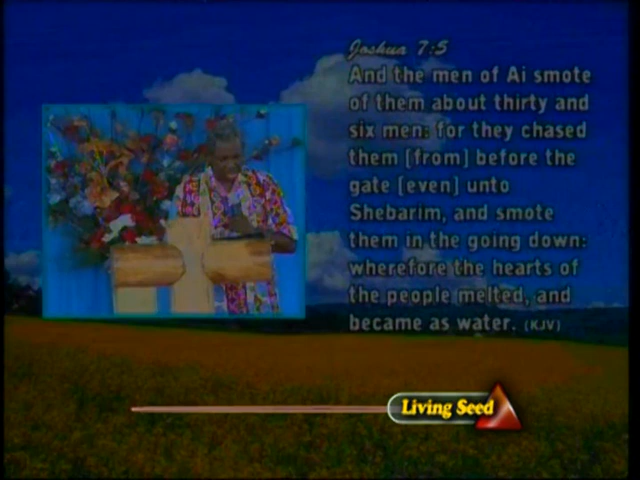 Joshua 7:5
And the men of Ai smote
of them about thirty and
six men: for they chased
them [from] before the
gate [even] unto
Shebarim, and smote
them in the going down:
wherefore the hearts of
the people melted, and
became as water. (KJV)
Living Seed